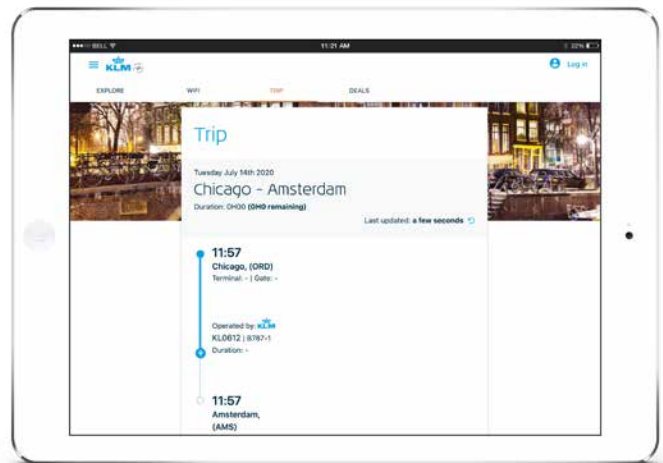 BELL
11:21 AM
22%
KLM
Log in
EXPLORE
WIFI
TRIP
DEALS
Trip
Tuesday July 14th 2020
Chicago - Amsterdam
Duration: 0H00 (0H0 remaining)
Last updated: a few seconds
11:57
Chicago, (ORD)
Terminal: - | Gate: -
Operated by: KLM
KL0612 | B787-1
Duration: -
11:57
Amsterdam,
(AMS)